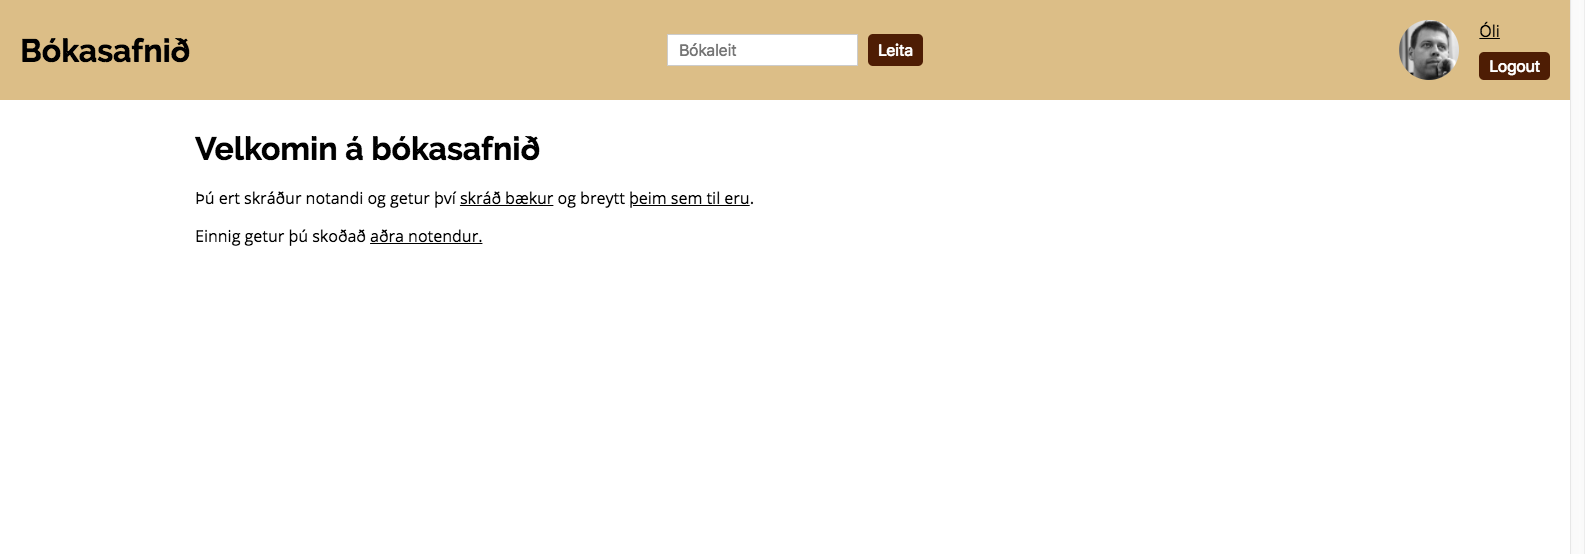 Bókasafnið
Bókaleit
Leita
Óli
Logout
Velkomin á bókasafnið
Þú ert skráður notandi og getur því skráð bækur og breytt þeim sem til eru.
Einnig getur þú skoðað aðra notendur.